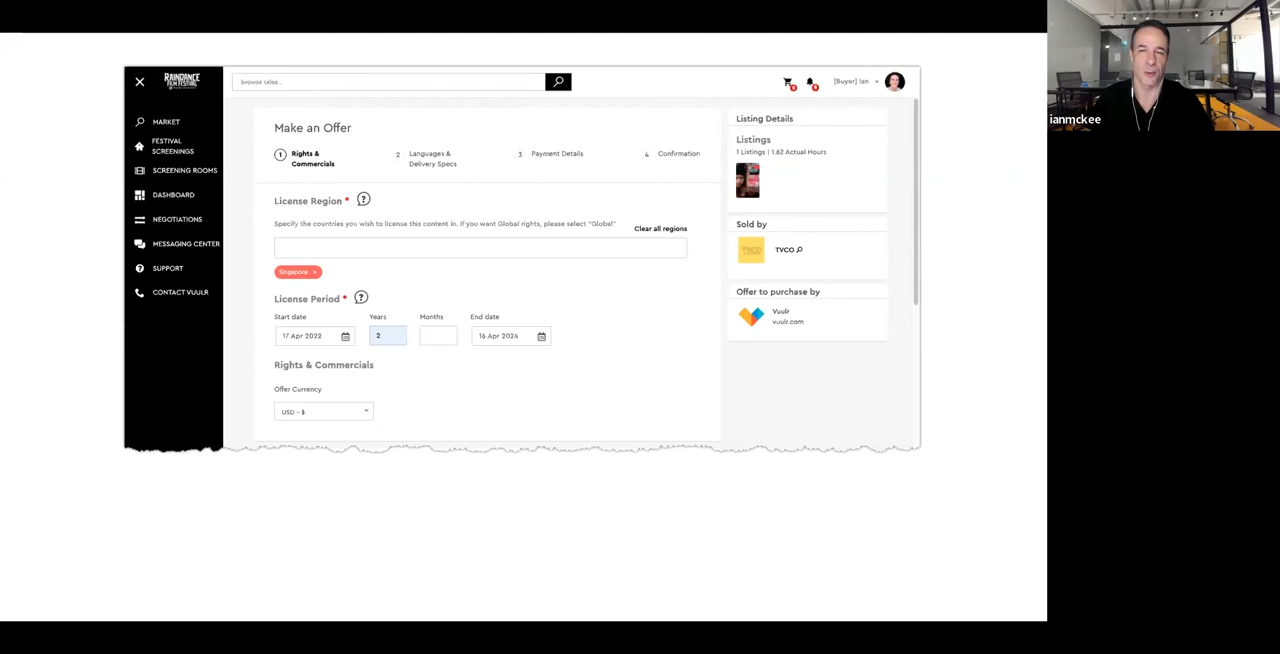 RAINDANCE
FILM FESTIVAL
browse titles...
[Buyer] Ian
MARKET
FESTIVAL
SCREENINGS
SCREENING ROOMS
DASHBOARD
NEGOTIATIONS
MESSAGING CENTER
SUPPORT
CONTACT VUULR
Make an Offer
1 Rights &
Commercials
2 Languages &
Delivery Specs
3 Payment Details
4 Confirmation
License Region * ?
Specify the countries you wish to license this content in. If you want Global rights, please select "Global"
Clear all regions
Singapore ×
License Period * ?
Start date Years Months End date
17 Apr 2022 2 16 Apr 2024
Rights & Commercials
Offer Currency
USD - $
Listing Details
Listings
1 Listings | 1.62 Actual Hours
Sold by
TVCO
TVCO
Offer to purchase by
Vuulr
vuulr.com
ianmckee